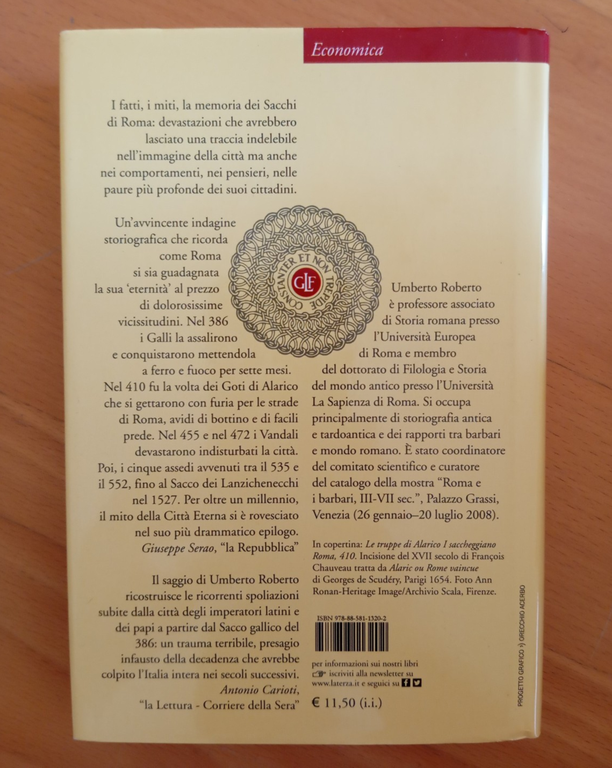 Economica
I fatti, i miti, la memoria dei Sacchi
di Roma: devastazioni che avrebbero
lasciato una traccia indelebile
nell'immagine della città ma anche
nei comportamenti, nei pensieri, nelle
paure più profonde dei suoi cittadini.
Un'avvincente indagine
storiografica che ricorda
come Roma
si sia guadagnata
la sua 'eternità' al prezzo
di dolorosissime
vicissitudini. Nel 386
i Galli la assalirono
e conquistarono mettendola
a ferro e fuoco per sette mesi.
Nel 410 fu la volta dei Goti di Alarico
che si gettarono con furia per le strade
di Roma, avidi di bottino e di facili
prede. Nel 455 e nel 472 i Vandali
devastarono indisturbati la città.
Poi, i cinque assedi avvenuti tra il 535 e
il 552, fino al Sacco dei Lanzichenecchi
nel 1527. Per oltre un millennio,
il mito della Città Eterna si è rovesciato
nel suo più drammatico epilogo.
Giuseppe Serao, "la Repubblica"
Il saggio di Umberto Roberto
ricostruisce le ricorrenti spoliazioni
subite dalla città degli imperatori latini e
dei papi a partire dal Sacco gallico del
386: un trauma terribile, presagio
infausto della decadenza che avrebbe
colpito l'Italia intera nei secoli successivi.
Antonio Carioti,
"la Lettura - Corriere della Sera"
CONSTANTER ET NON TREPIDE
GLF
Umberto Roberto
è professore associato
di Storia romana presso
l'Università Europea
di Roma e membro
del dottorato di Filologia e Storia
del mondo antico presso l'Università
La Sapienza di Roma. Si occupa
principalmente di storiografia antica
e tardoantica e dei rapporti tra barbari
e mondo romano. È stato coordinatore
del comitato scientifico e curatore
del catalogo della mostra "Roma e
i barbari, III-VII sec.", Palazzo Grassi,
Venezia (26 gennaio–20 luglio 2008).
In copertina: Le truppe di Alarico I saccheggiano
Roma, 410. Incisione del XVII secolo di François
Chauveau tratta da Alaric ou Rome vaincue
di Georges de Scudéry, Parigi 1654. Foto Ann
Ronan-Heritage Image/Archivio Scala, Firenze.
ISBN 978-88-581-1320-2
per informazioni sui nostri libri
iscriviti alla newsletter su
www.laterza.it e seguici su
€ 11,50 (i.i.)
PROGETTO GRAFICO ORECCHIO ACERBO